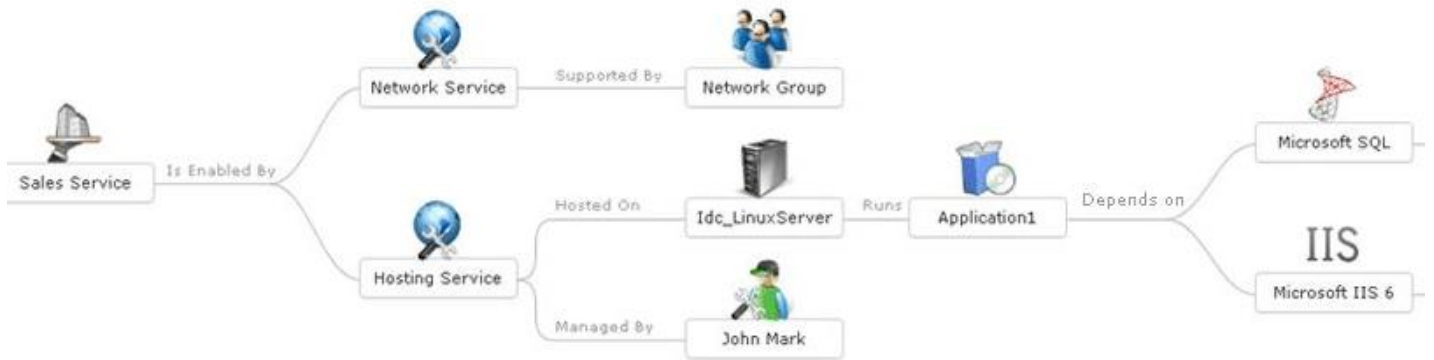 Network Service
Supported By
Network Group
Microsoft SQL
Sales Service
Is Enabled By
Hosted On
Idc_LinuxServer
Runs
Application1
Depends on
IIS
Hosting Service
Microsoft IIS 6
Managed By
John Mark